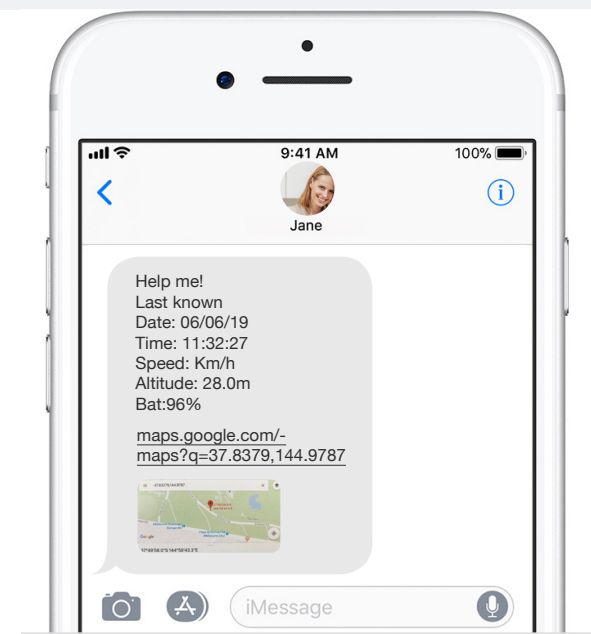 9:41 AM
100%
Jane
Help me!
Last known
Date: 06/06/19
Time: 11:32:27
Speed: Km/h
Altitude: 28.0m
Bat:96%
maps.google.com/-
maps?q=37.8379,144.9787
Google
iMessage